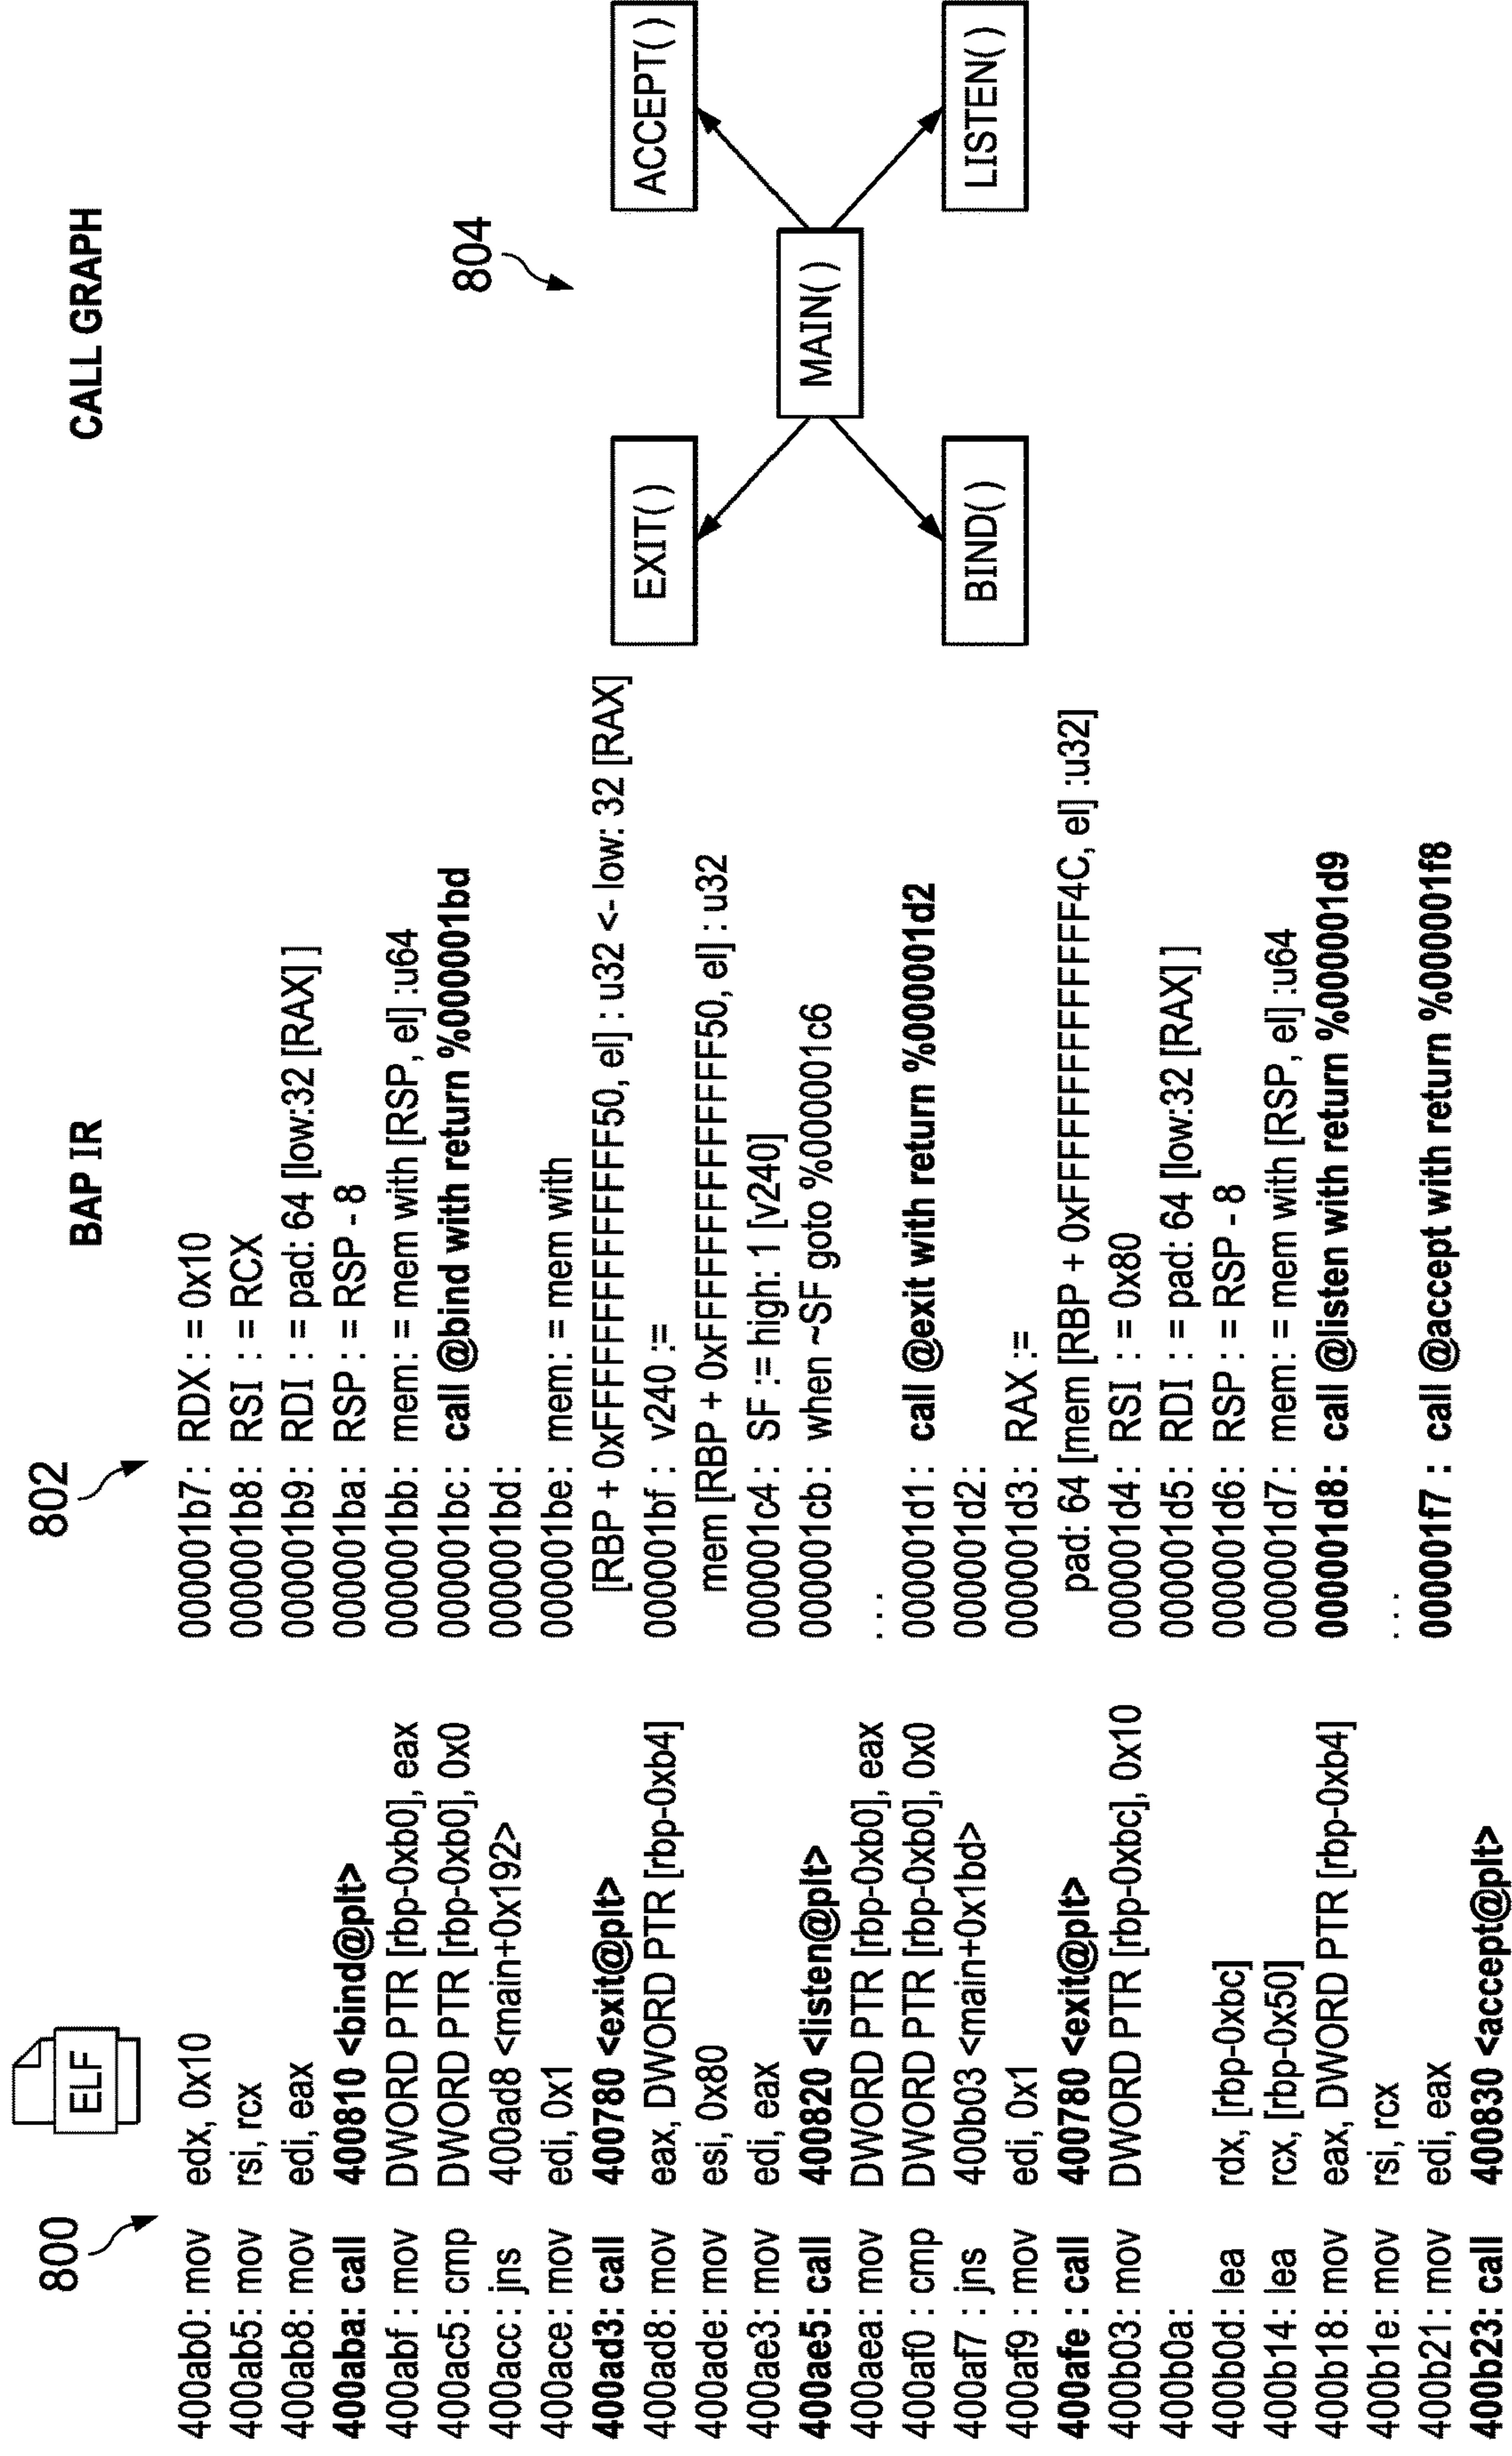 800
ELF
400ab0: mov edx, 0x10
400ab5: mov rsi, rcx
400ab8: mov edi, eax
400aba: call 400810 <bind@plt>
400abf : mov DWORD PTR [rbp-0xb0], eax
400ac5: cmp DWORD PTR [rbp-0xb0], 0x0
400acc: jns 400ad8 <main+0x192>
400ace: mov edi, 0x1
400ad3: call 400780 <exit@plt>
400ad8: mov eax, DWORD PTR [rbp-0xb4]
400ade: mov esi, 0x80
400ae3: mov edi, eax
400ae5: call 400820 <listen@plt>
400aea: mov DWORD PTR [rbp-0xb0], eax
400af0 : cmp DWORD PTR [rbp-0xb0], 0x0
400af7 : jns 400b03 <main+0x1bd>
400af9 : mov edi, 0x1
400afe : call 400780 <exit@plt>
400b03: mov DWORD PTR [rbp-0xbc], 0x10
400b0a:
400b0d: lea rdx, [rbp-0xbc]
400b14: lea rcx, [rbp-0x50]
400b18: mov eax, DWORD PTR [rbp-0xb4]
400b1e: mov rsi, rcx
400b21: mov edi, eax
400b23: call 400830 <accept@plt>
802
BAP IR
000001b7: RDX : = 0x10
000001b8: RSI : = RCX
000001b9: RDI : = pad: 64 [low:32 [RAX] ]
000001ba: RSP : = RSP - 8
000001bb: mem: = mem with [RSP, el] :u64
000001bc: call @bind with return %000001bd
000001bd:
000001be: mem: = mem with
[RBP + 0xFFFFFFFFFFFFFF50, el] : u32 <- low: 32 [RAX]
000001bf : v240 :=
mem [RBP + 0xFFFFFFFFFFFFFF50, el] : u32
000001c4 : SF := high: 1 [v240]
000001cb : when ~SF goto %000001c6
. . .
000001d1 : call @exit with return %000001d2
000001d2:
000001d3: RAX :=
pad: 64 [mem [RBP + 0xFFFFFFFFFFFFFF4C, el] :u32]
000001d4 : RSI : = 0x80
000001d5: RDI : = pad: 64 [low:32 [RAX] ]
000001d6 : RSP : = RSP - 8
000001d7 : mem: = mem with [RSP, el] :u64
000001d8 : call @listen with return %000001d9
. . .
000001f7 : call @accept with return %000001f8
CALL GRAPH
804
EXIT( )
ACCEPT( )
MAIN( )
BIND( )
LISTEN( )